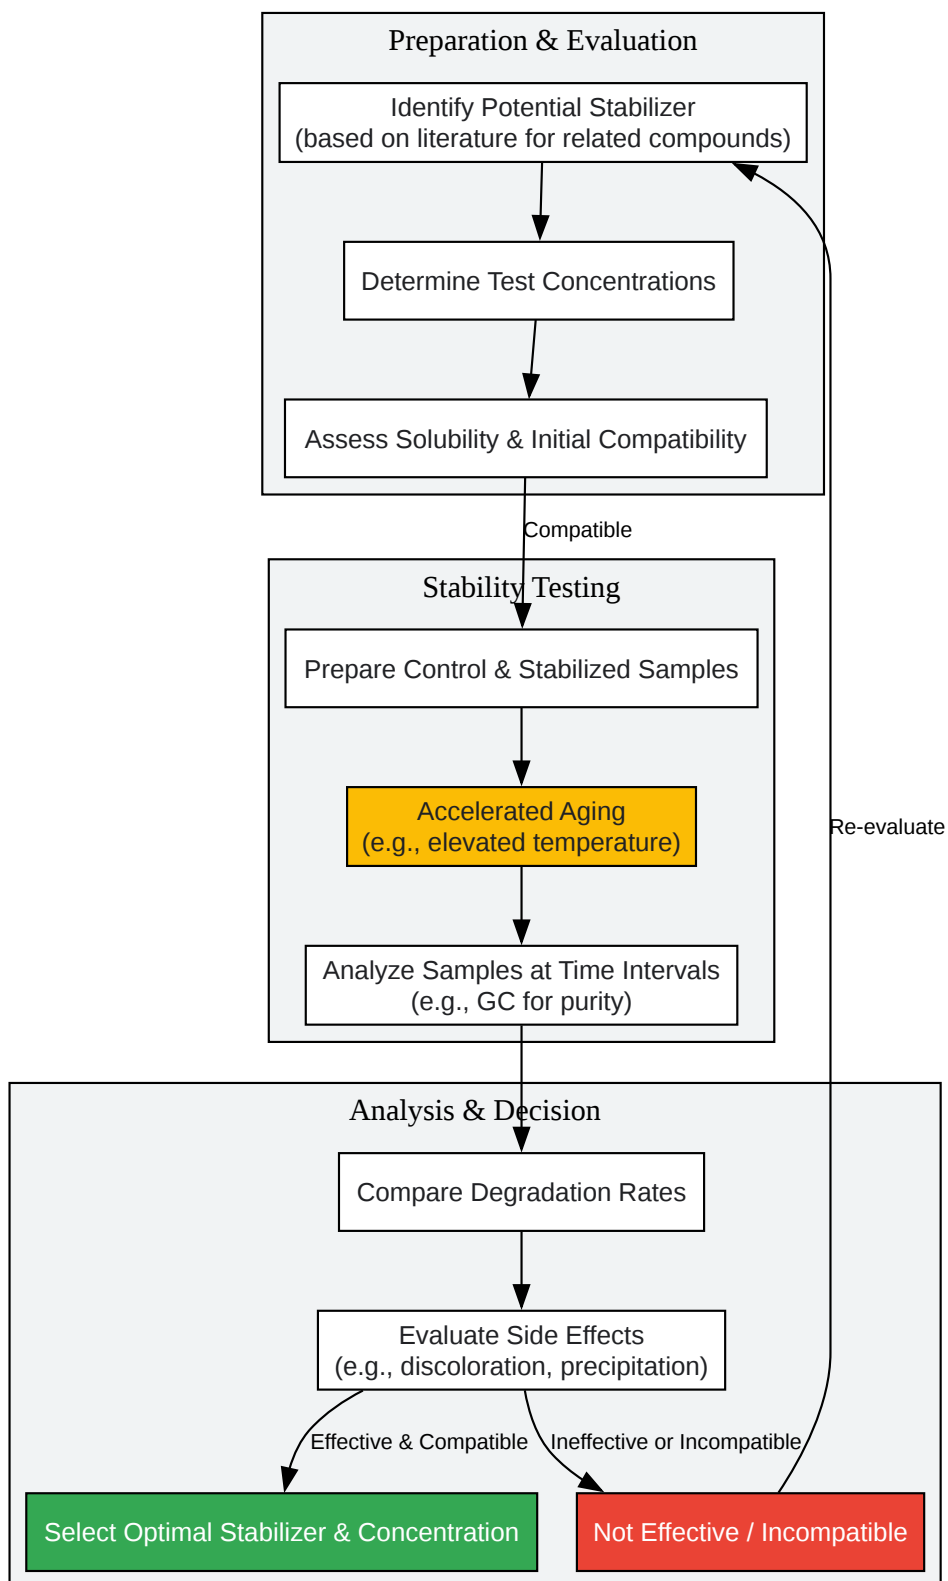 Preparation & Evaluation
Identify Potential Stabilizer
(based on literature for related compounds)
Determine Test Concentrations
Assess Solubility & Initial Compatibility
Compatible
Stability Testing
Prepare Control & Stabilized Samples
Accelerated Aging
(e.g., elevated temperature)
Re-evaluate
Analyze Samples at Time Intervals
(e.g., GC for purity)
Analysis & Decision
Compare Degradation Rates
Evaluate Side Effects
(e.g., discoloration, precipitation)
Effective & Compatible
Ineffective or Incompatible
Select Optimal Stabilizer & Concentration
Not Effective / Incompatible